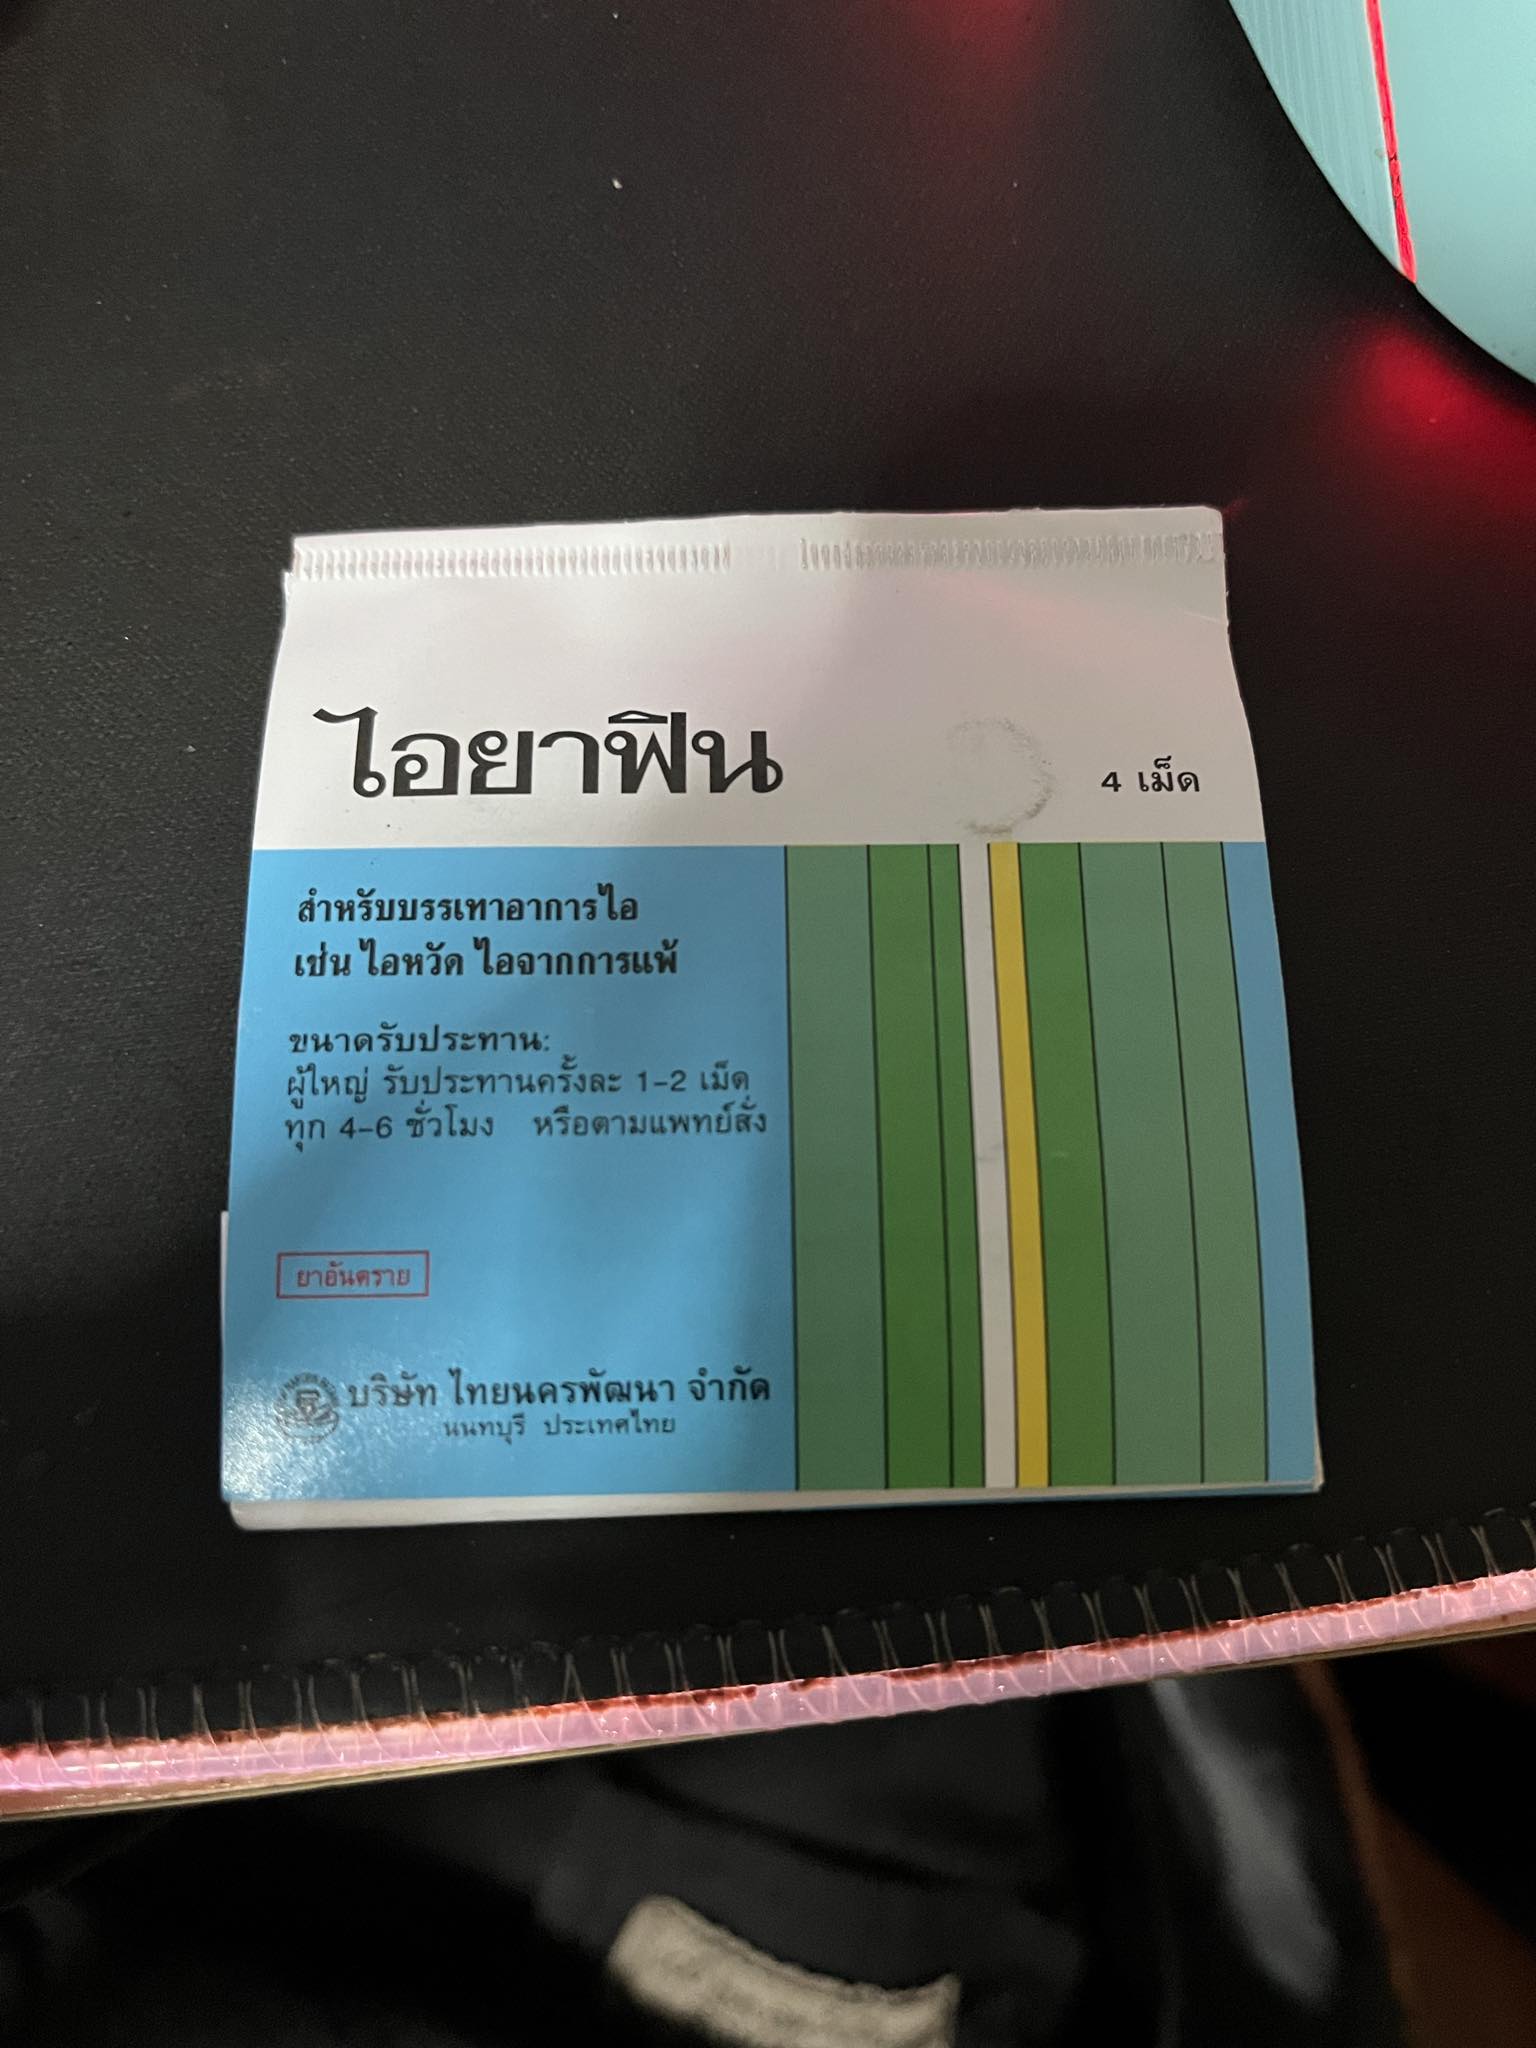 ไอยาฟิน
4 เม็ด
สำหรับบรรเทาอาการไอ
เช่น ไอหวัด ไอจากการแพ้
ขนาดรับประทาน:
ผู้ใหญ่ รับประทานครั้งละ 1-2 เม็ด
ทุก 4-6 ชั่วโมง หรือตามแพทย์สั่ง
ยาอันตราย
บริษัท ไทยนครพัฒนา จำกัด
นนทบุรี ประเทศไทย